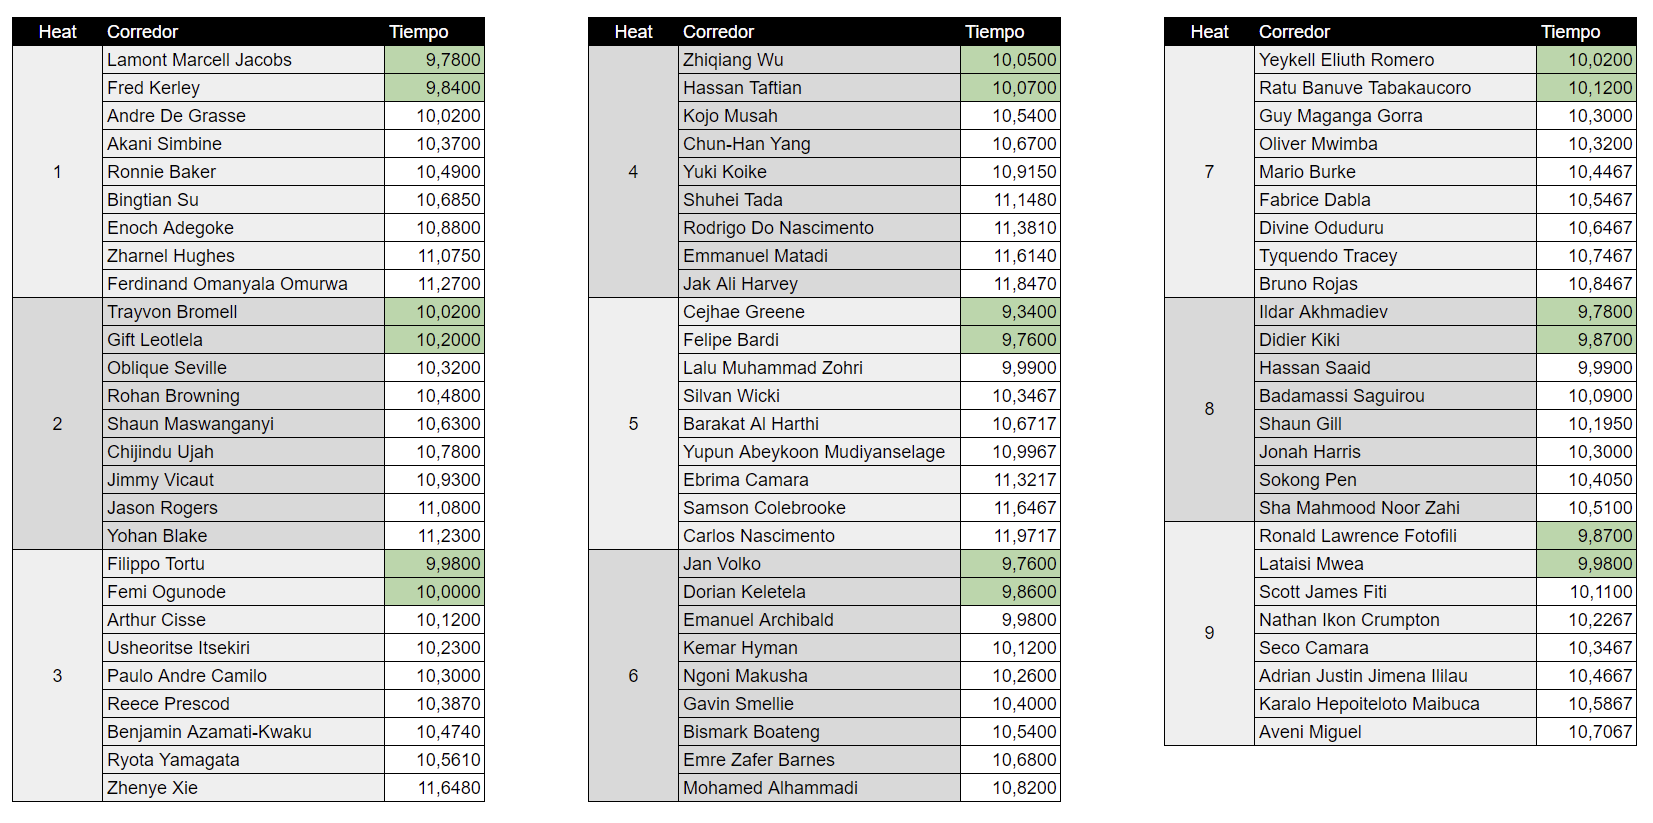 Heat Corredor Tiempo
1
Lamont Marcell Jacobs 9,7800
Fred Kerley 9,8400
Andre De Grasse 10,0200
Akani Simbine 10,3700
Ronnie Baker 10,4900
Bingtian Su 10,6850
Enoch Adegoke 10,8800
Zharnel Hughes 11,0750
Ferdinand Omanyala Omurwa 11,2700
2
Trayvon Bromell 10,0200
Gift Leotlela 10,2000
Oblique Seville 10,3200
Rohan Browning 10,4800
Shaun Maswanganyi 10,6300
Chijindu Ujah 10,7800
Jimmy Vicaut 10,9300
Jason Rogers 11,0800
Yohan Blake 11,2300
3
Filippo Tortu 9,9800
Femi Ogunode 10,0000
Arthur Cisse 10,1200
Usheoritse Itsekiri 10,2300
Paulo Andre Camilo 10,3000
Reece Prescod 10,3870
Benjamin Azamati-Kwaku 10,4740
Ryota Yamagata 10,5610
Zhenye Xie 11,6480
Heat Corredor Tiempo
4
Zhiqiang Wu 10,0500
Hassan Taftian 10,0700
Kojo Musah 10,5400
Chun-Han Yang 10,6700
Yuki Koike 10,9150
Shuhei Tada 11,1480
Rodrigo Do Nascimento 11,3810
Emmanuel Matadi 11,6140
Jak Ali Harvey 11,8470
5
Cejhae Greene 9,3400
Felipe Bardi 9,7600
Lalu Muhammad Zohri 9,9900
Silvan Wicki 10,3467
Barakat Al Harthi 10,6717
Yupun Abeykoon Mudiyanselage 10,9967
Ebrima Camara 11,3217
Samson Colebrooke 11,6467
Carlos Nascimento 11,9717
6
Jan Volko 9,7600
Dorian Keletela 9,8600
Emanuel Archibald 9,9800
Kemar Hyman 10,1200
Ngoni Makusha 10,2600
Gavin Smellie 10,4000
Bismark Boateng 10,5400
Emre Zafer Barnes 10,6800
Mohamed Alhammadi 10,8200
Heat Corredor Tiempo
7
Yeykell Eliuth Romero 10,0200
Ratu Banuve Tabakaucoro 10,1200
Guy Maganga Gorra 10,3000
Oliver Mwimba 10,3200
Mario Burke 10,4467
Fabrice Dabla 10,5467
Divine Oduduru 10,6467
Tyquendo Tracey 10,7467
Bruno Rojas 10,8467
8
Ildar Akhmadiev 9,7800
Didier Kiki 9,8700
Hassan Saaid 9,9900
Badamassi Saguirou 10,0900
Shaun Gill 10,1950
Jonah Harris 10,3000
Sokong Pen 10,4050
Sha Mahmood Noor Zahi 10,5100
9
Ronald Lawrence Fotofili 9,8700
Lataisi Mwea 9,9800
Scott James Fiti 10,1100
Nathan Ikon Crumpton 10,2267
Seco Camara 10,3467
Adrian Justin Jimena Ililau 10,4667
Karalo Hepoiteloto Maibuca 10,5867
Aveni Miguel 10,7067